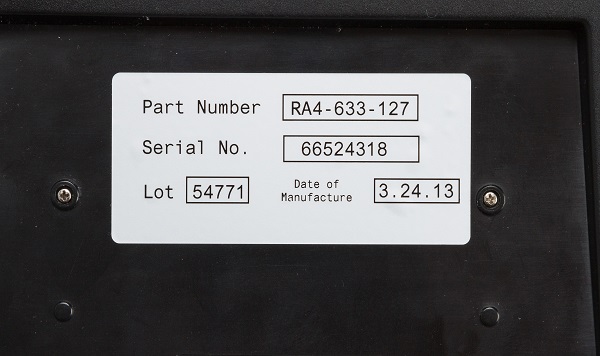 Part Number RA4-633-127
Serial No. 66524318
Lot 54771 Date of Manufacture 3.24.13